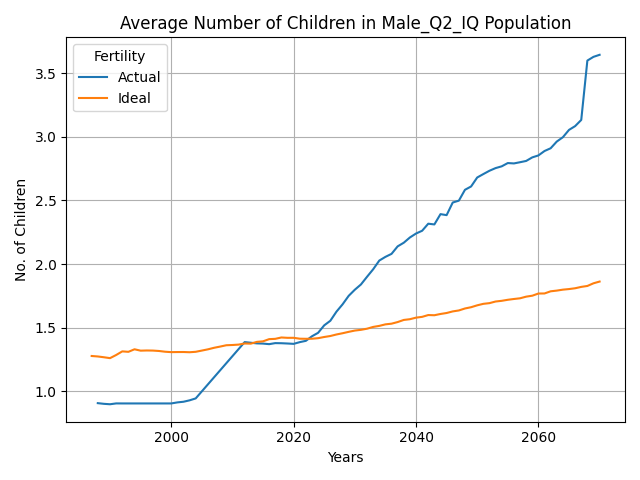 Average Number of Children in Male_Q2_IQ Population
Fertility
Actual
Ideal
No. of Children
3.5
3.0
2.5
2.0
1.5
1.0
2000 2020 2040 2060
Years